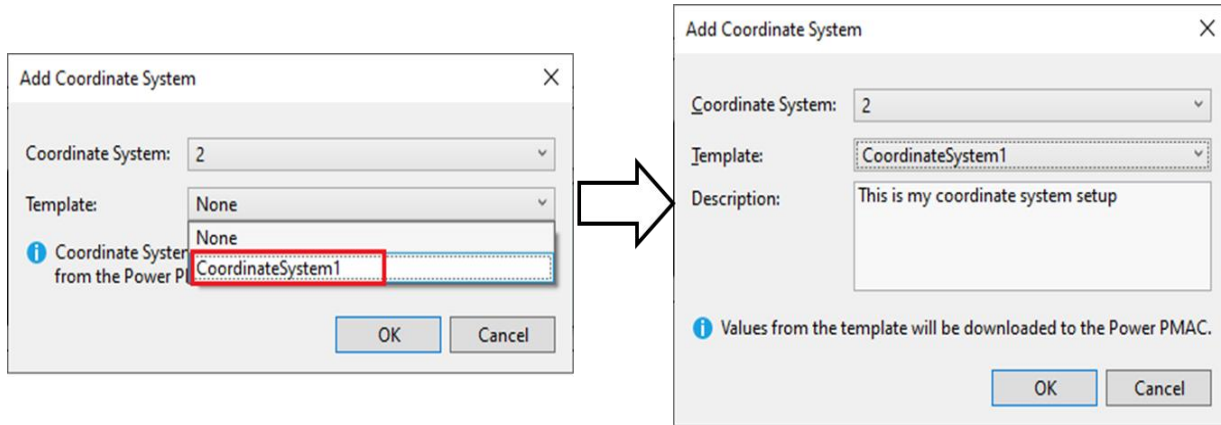 Add Coordinate System
Coordinate System: 2
Template: None
None
CoordinateSystem1
Coordinate System
from the Power
OK Cancel
Add Coordinate System
Coordinate System: 2
Template: CoordinateSystem1
Description: This is my coordinate system setup
Values from the template will be downloaded to the Power PMAC.
OK Cancel